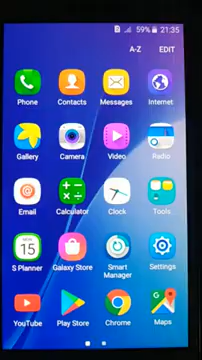 59% 21:35
A-Z EDIT
Phone Contacts Messages Internet
Gallery Camera Video Radio
Email Calculator Clock Tools
MON
15
S Planner Galaxy Store Smart Manager Settings
YouTube Play Store Chrome Maps